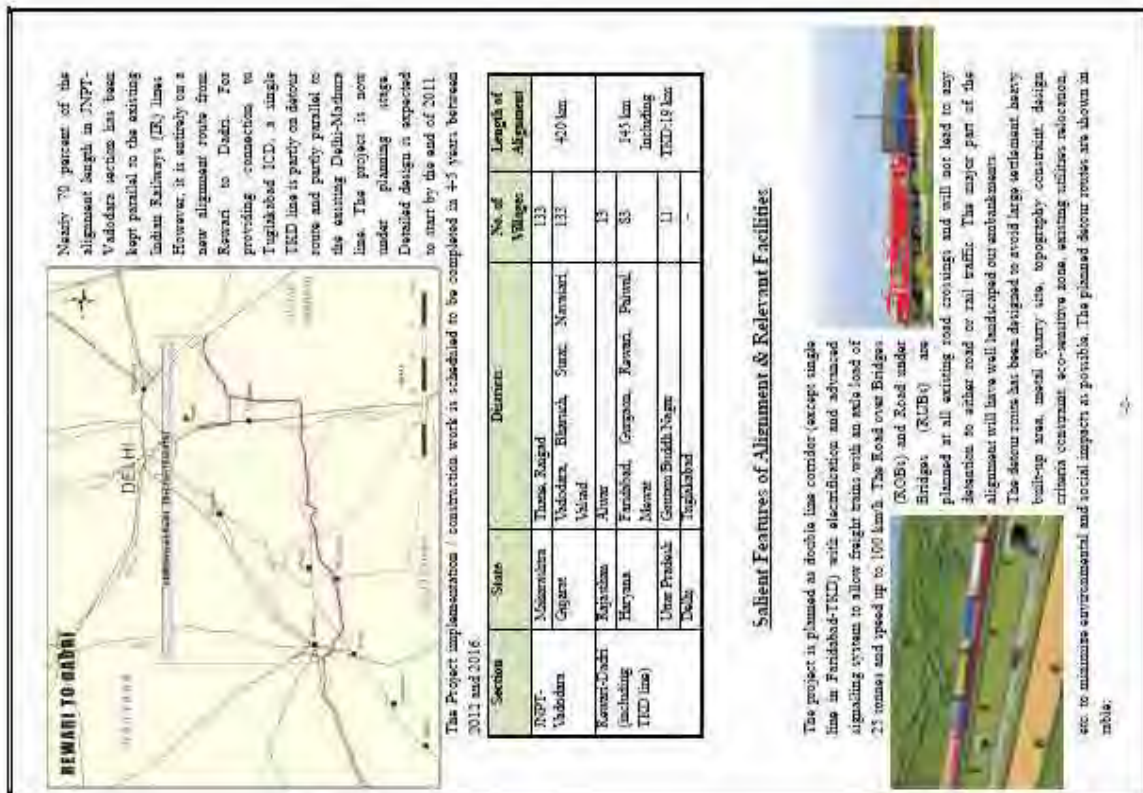 REWARI TO DADRI
DELHI
HARYANA
Nearly 70 percent of the
alignment length in JNPT-
Vadodara section has been
kept parallel to the existing
Indian Railways (IR) line.
However, it is entirely on a
new alignment route from
Rewari to Dadri. For
providing connection to
Tuglakabad ICD, a single
TKD line is partly on detour
route and partly parallel to
the existing Delhi-Mathura
line. The project is now
under planning stage.
Detailed design is expected
to start by the end of 2011.
The Project implementation / construction work is scheduled to be completed in 4-5 years between
2012 and 2016.
Section State Districts No. of Villages Length of Alignment
JNPT-Vadodara Maharashtra Thane, Raigad 133 420 km
Gujarat Vadodara, Bharuch, Surat, Navasari, Valsad 132
Rewari-Dadri (including TKD line) Rajasthan Alwar 13 145 km Including TKD:19 km
Haryana Faridabad, Gurgaon, Rewari, Palwal, Mewat 83
Uttar Pradesh Gautam Buddh Nagar 11
Delhi Tuglakabad -
Salient Features of Alignment & Relevant Facilities
The project is planned as double line corridor (except single
line in Faridabad-TKD) with electrification and advanced
signalling system to allow freight trains with an axle load of
25 tonnes and speed up to 100 km/h. The Road over Bridges
(ROBs) and Road under
Bridges (RUBs) are
planned at all existing road crossings and will not lead to any
detention to either road or rail traffic. The major part of the
alignment will have well landscaped on embankment.
The detour route has been designed to avoid large settlement, heavy
built-up area, metal quarry site, topography constraint, design
criteria constraint, eco-sensitive zone, existing utilities relocation,
etc. to minimize environmental and social impacts as possible. The planned detour routes are shown in
table;